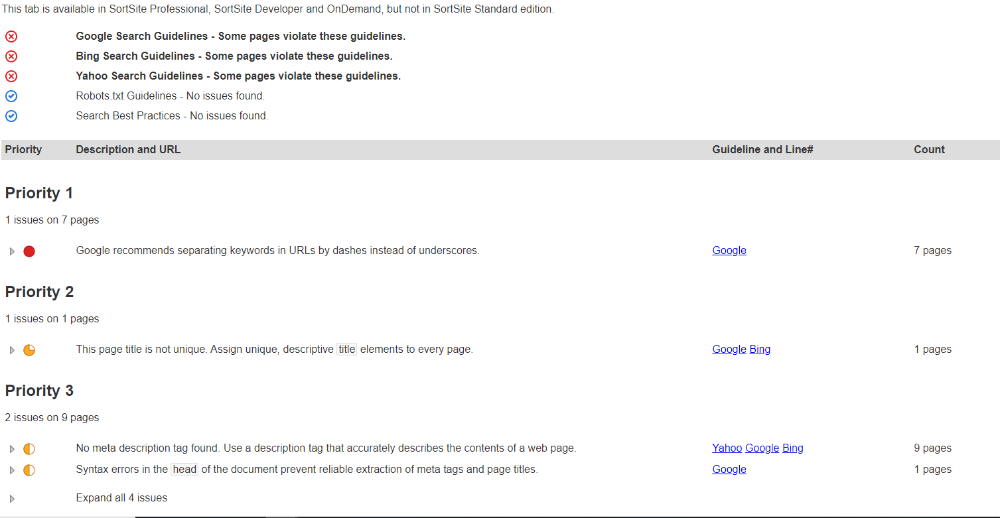 This tab is available in SortSite Professional, SortSite Developer and OnDemand, but not in SortSite Standard edition.
Google Search Guidelines - Some pages violate these guidelines.
Bing Search Guidelines - Some pages violate these guidelines.
Yahoo Search Guidelines - Some pages violate these guidelines.
Robots.txt Guidelines - No issues found.
Search Best Practices - No issues found.
Priority Description and URL Guideline and Line# Count
Priority 1
1 issues on 7 pages
Google recommends separating keywords in URLs by dashes instead of underscores. Google 7 pages
Priority 2
1 issues on 1 pages
This page title is not unique. Assign unique, descriptive title elements to every page. Google Bing 1 pages
Priority 3
2 issues on 9 pages
No meta description tag found. Use a description tag that accurately describes the contents of a web page. Yahoo Google Bing 9 pages
Syntax errors in the head of the document prevent reliable extraction of meta tags and page titles. Google 1 pages
Expand all 4 issues